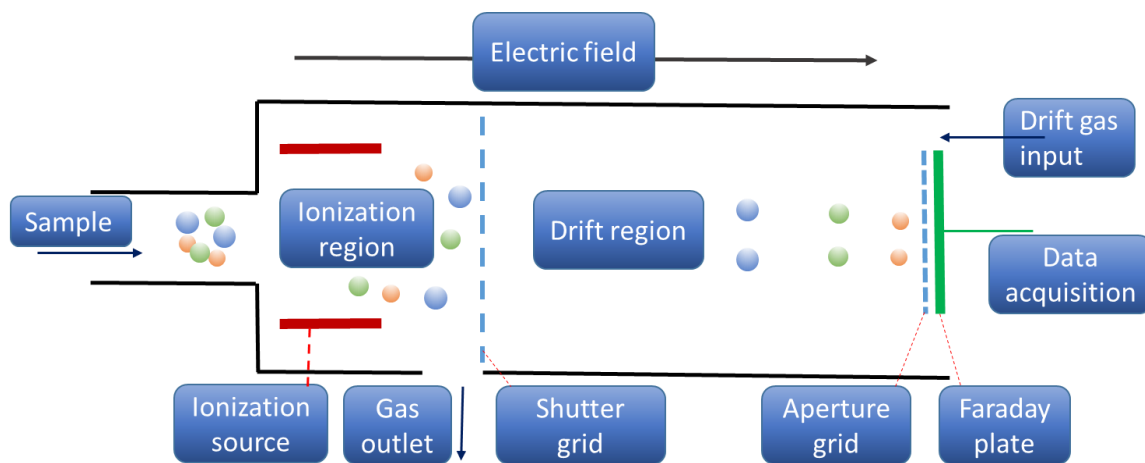 Electric field
Drift gas
input
Sample
Ionization
region
Drift region
Data
acquisition
Ionization
source
Gas
outlet
Shutter
grid
Aperture
grid
Faraday
plate